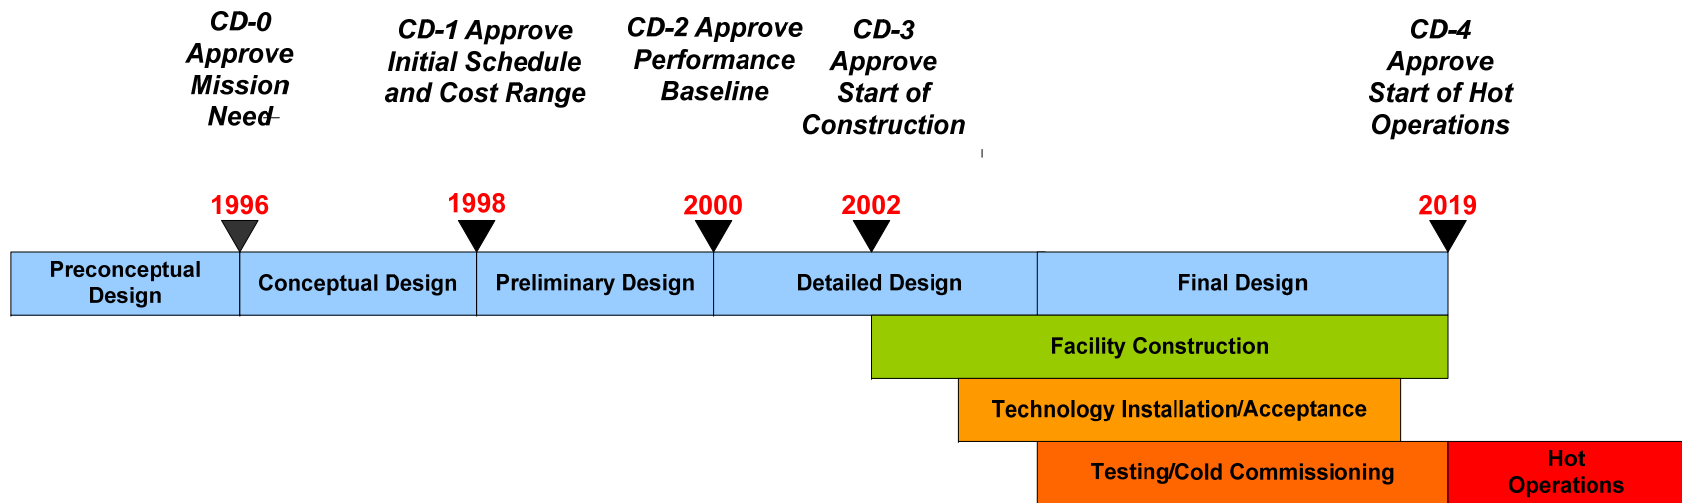 CD-0
Approve
Mission
Need
CD-1 Approve
Initial Schedule
and Cost Range
CD-2 Approve
Performance
Baseline
CD-3
Approve
Start of
Construction
CD-4
Approve
Start of Hot
Operations
1996
1998
2000
2002
2019
Preconceptual
Design
Conceptual Design
Preliminary Design
Detailed Design
Final Design
Facility Construction
Technology Installation/Acceptance
Testing/Cold Commissioning
Hot
Operations